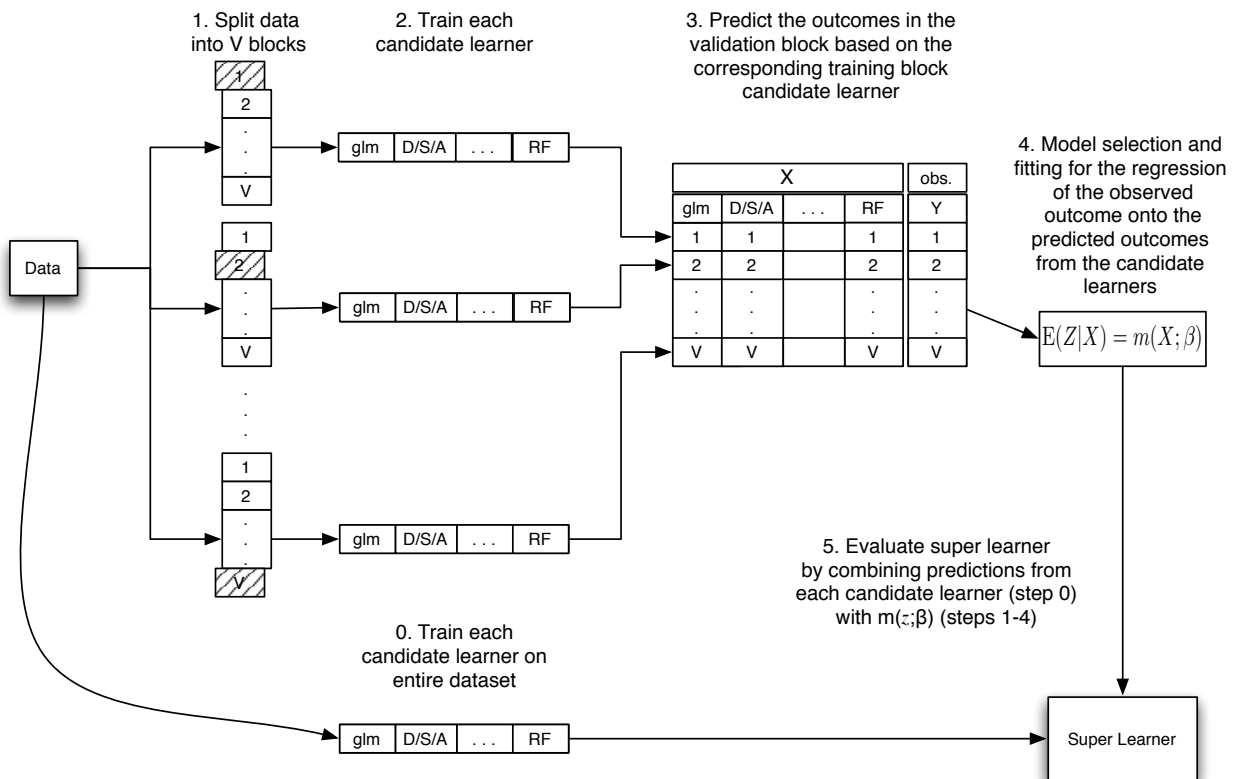 1. Split data
into V blocks
2. Train each
candidate learner
3. Predict the outcomes in the
validation block based on the
corresponding training block
candidate learner
4. Model selection and
fitting for the regression
of the observed
outcome onto the
predicted outcomes
from the candidate
learners
Data
1
2
.
.
.
V
glm D/S/A . . . RF
1
2
.
.
.
V
glm D/S/A . . . RF
.
.
.
1
2
.
.
.
V
glm D/S/A . . . RF
X obs.
glm D/S/A . . . RF Y
1 1 1 1
2 2 2 2
. . . .
. . . .
. . . .
V V V V
E(Z|X) = m(X; β)
5. Evaluate super learner
by combining predictions from
each candidate learner (step 0)
with m(z;β) (steps 1-4)
0. Train each
candidate learner on
entire dataset
glm D/S/A . . . RF
Super Learner